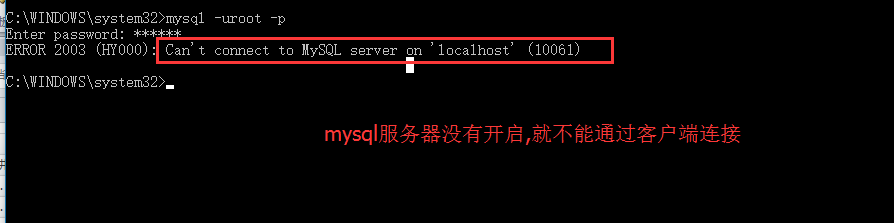 C:\WINDOWS\system32>mysql -uroot -p
Enter password: ******
ERROR 2003 (HY000): Can't connect to MySQL server on 'localhost' (10061)
C:\WINDOWS\system32>
mysql服务器没有开启,就不能通过客户端连接